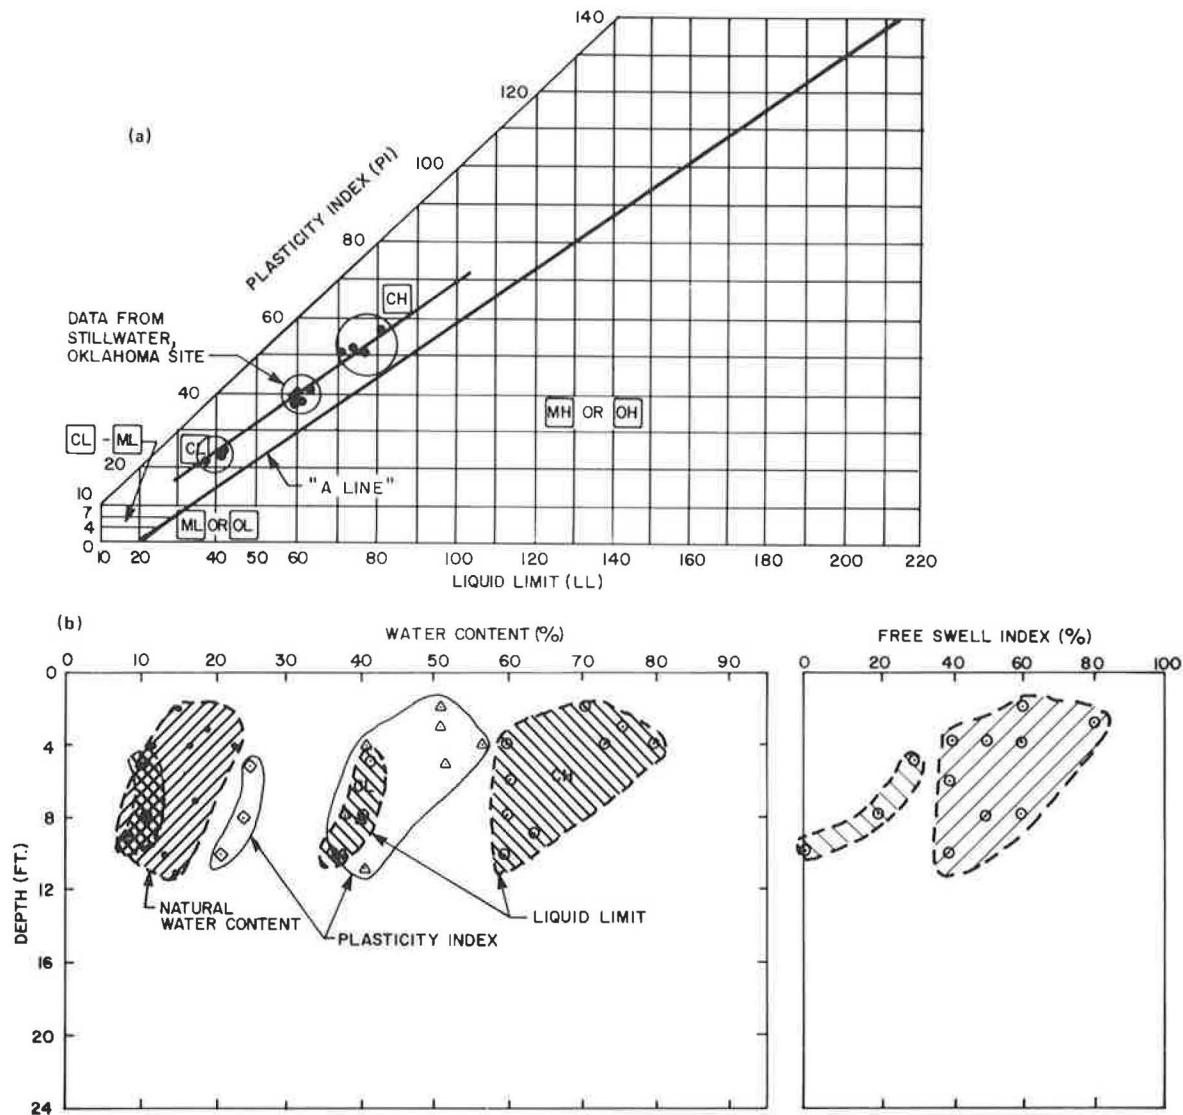 (a)
140
120
100
80
60
40
20
10
7
4
0
PLASTICITY INDEX (PI)
CH
DATA FROM
STILLWATER,
OKLAHOMA SITE
CL - ML
CL
"A LINE"
ML OR OL
MH OR OH
10 20 30 40 50 60 80 100 120 140 160 180 200 220
LIQUID LIMIT (LL)
(b)
WATER CONTENT (%)
0 10 20 30 40 50 60 70 80 90
FREE SWELL INDEX (%)
0 20 40 60 80 100
0
4
8
12
16
20
24
DEPTH (FT.)
CL
CH
NATURAL
WATER CONTENT
PLASTICITY INDEX
LIQUID LIMIT